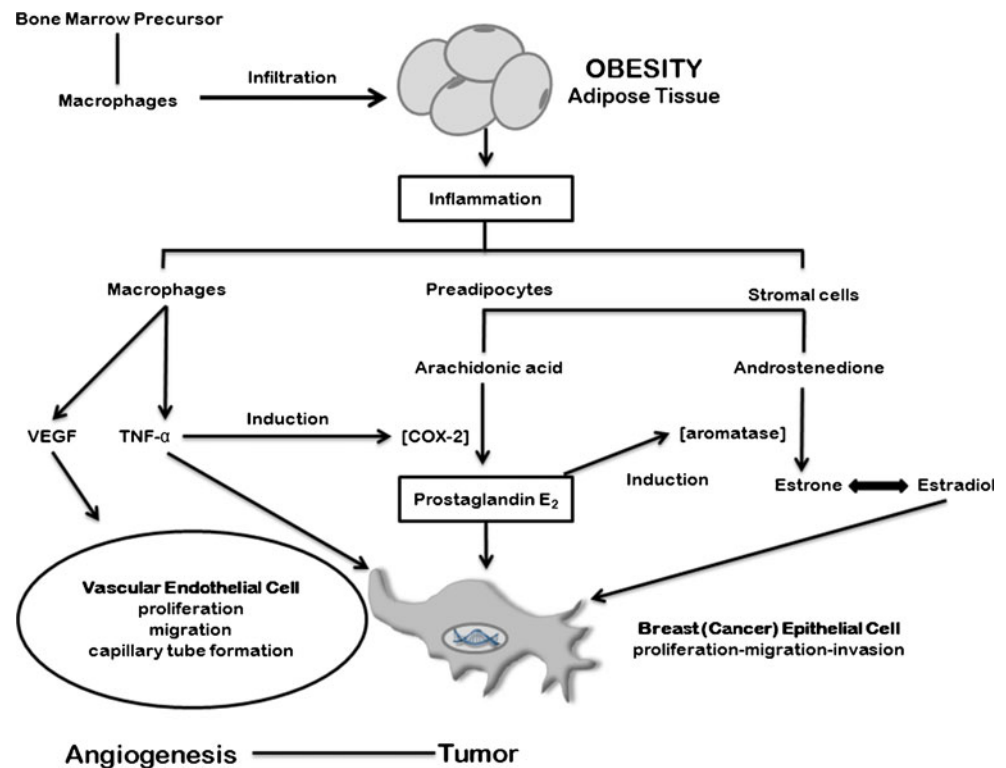 Bone Marrow Precursor
Macrophages
Infiltration
OBESITY
Adipose Tissue
Inflammation
Macrophages
Preadipocytes
Stromal cells
Arachidonic acid
Androstenedione
VEGF
TNF-α
Induction
[COX-2]
[aromatase]
Induction
Prostaglandin E₂
Estrone
Estradiol
Vascular Endothelial Cell
proliferation
migration
capillary tube formation
Breast (Cancer) Epithelial Cell
proliferation-migration-invasion
Angiogenesis
Tumor